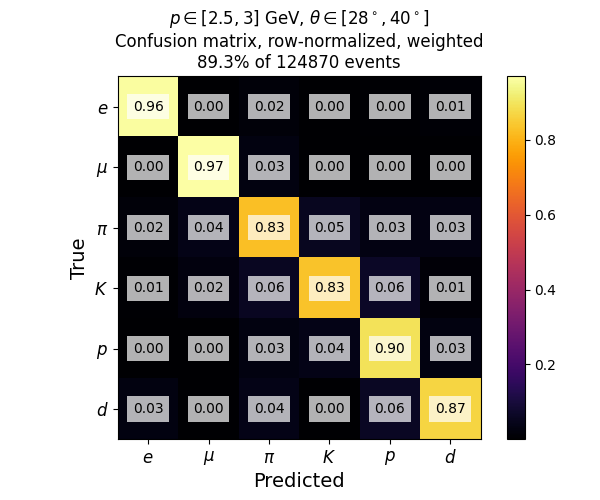 p ∈ [2.5, 3] GeV, θ ∈ [28°, 40°]
Confusion matrix, row-normalized, weighted
89.3% of 124870 events
e 0.96 0.00 0.02 0.00 0.00 0.01
μ 0.00 0.97 0.03 0.00 0.00 0.00
π 0.02 0.04 0.83 0.05 0.03 0.03
K 0.01 0.02 0.06 0.83 0.06 0.01
p 0.00 0.00 0.03 0.04 0.90 0.03
d 0.03 0.00 0.04 0.00 0.06 0.87
e μ π K p d
Predicted
True
0.8
0.6
0.4
0.2